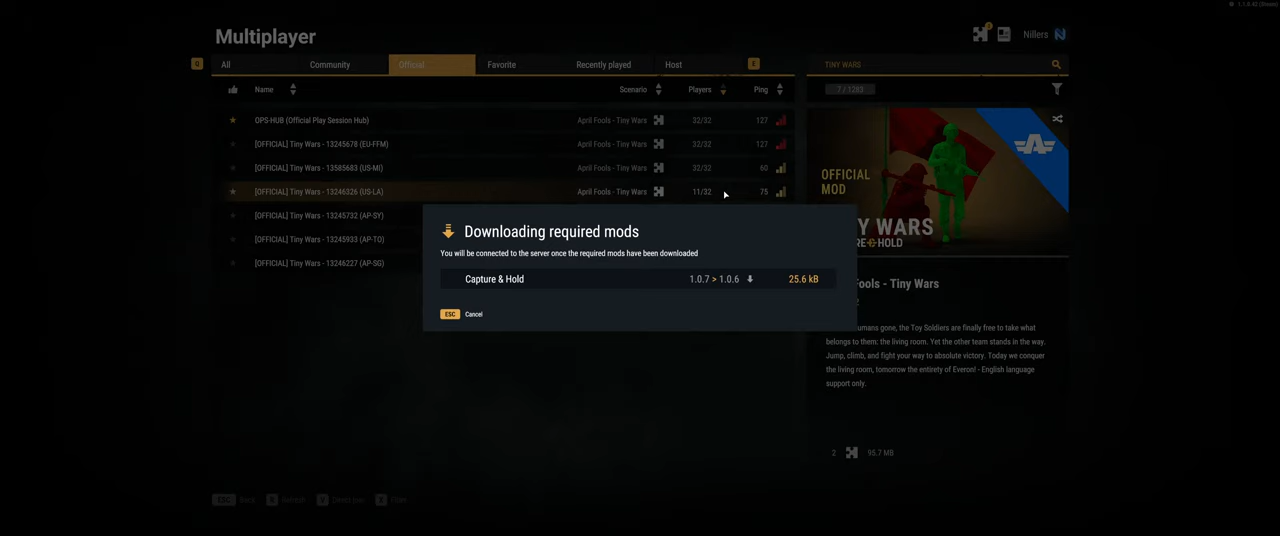 Multiplayer
Nillers
Q All Community Official Favorite Recently played Host E
TINY WARS
Name Scenario Players Ping
7 / 1283
OPS-HUB (Official Play Session Hub) April Fools - Tiny Wars 32/32 127
[OFFICIAL] Tiny Wars - 13245678 (EU-FFM) April Fools - Tiny Wars 32/32 127
[OFFICIAL] Tiny Wars - 13585683 (US-MI) April Fools - Tiny Wars 32/32 60
[OFFICIAL] Tiny Wars - 13246326 (US-LA) April Fools - Tiny Wars 11/32 75
[OFFICIAL] Tiny Wars - 13245732 (AP-SY)
[OFFICIAL] Tiny Wars - 13245933 (AP-TO)
[OFFICIAL] Tiny Wars - 13246227 (AP-SG)
OFFICIAL
MOD
Y WARS
RE & HOLD
Downloading required mods
You will be connected to the server once the required mods have been downloaded
Capture & Hold 1.0.7 > 1.0.6 25.6 kB
ESC Cancel
Fools - Tiny Wars
umans gone, the Toy Soldiers are finally free to take what
belongs to them: the living room. Yet the other team stands in the way.
Jump, climb, and fight your way to absolute victory. Today we conquer
the living room, tomorrow the entirety of Everon! - English language
support only.
2 95.7 MB
ESC Back Refresh